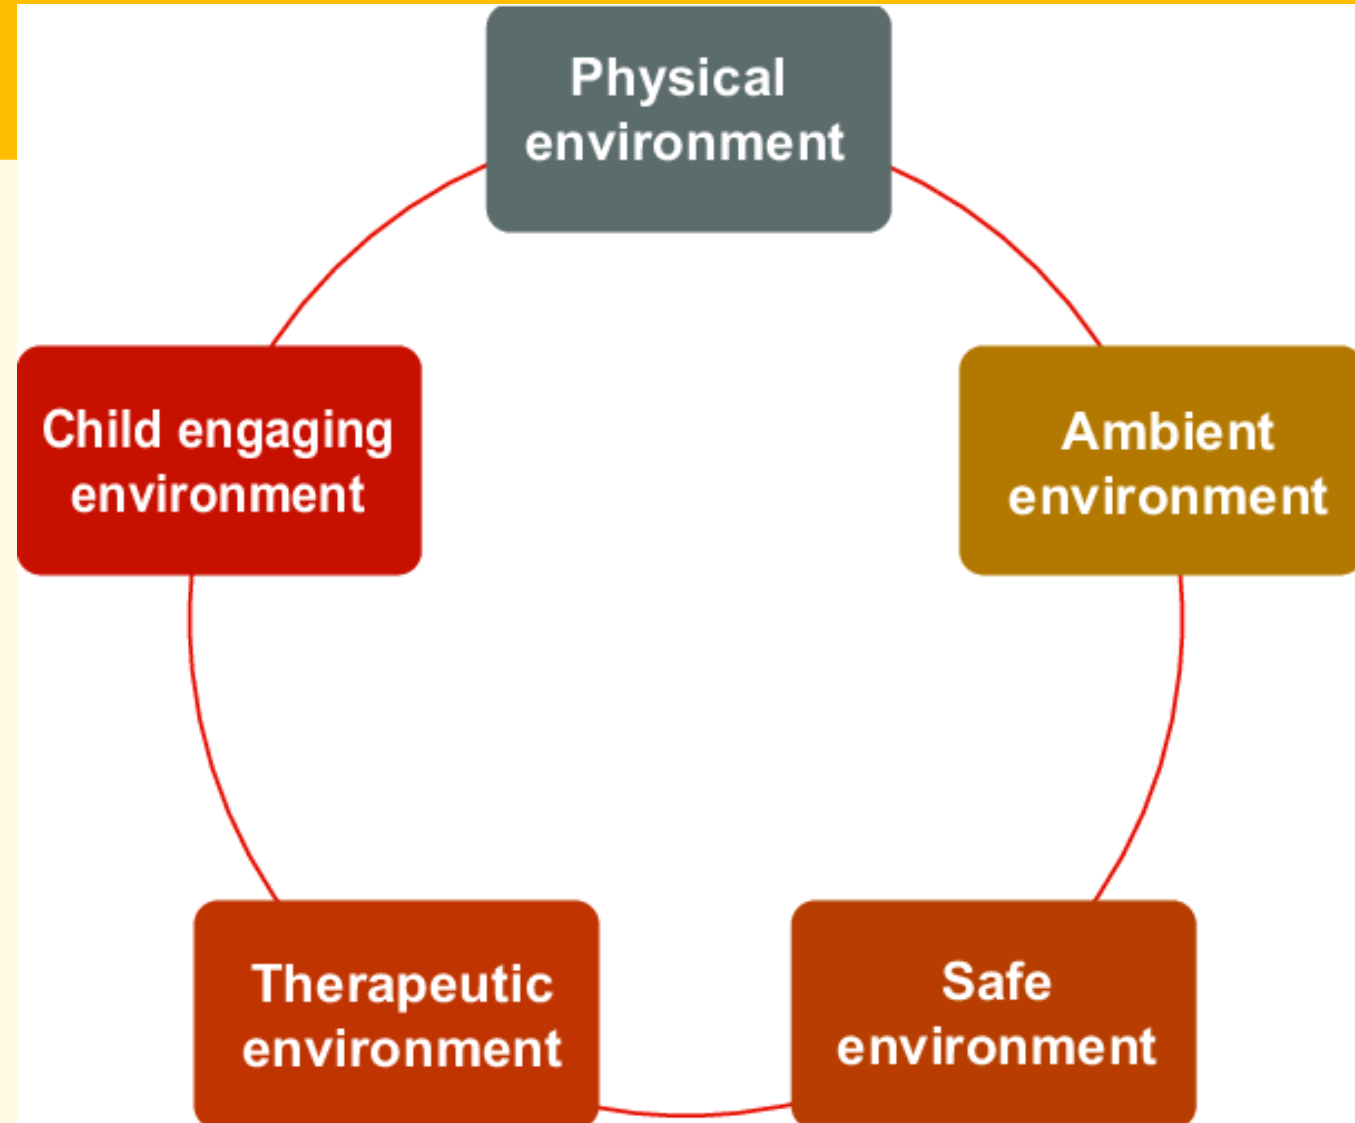 Physical
environment
Child engaging
environment
Ambient
environment
Therapeutic
environment
Safe
environment